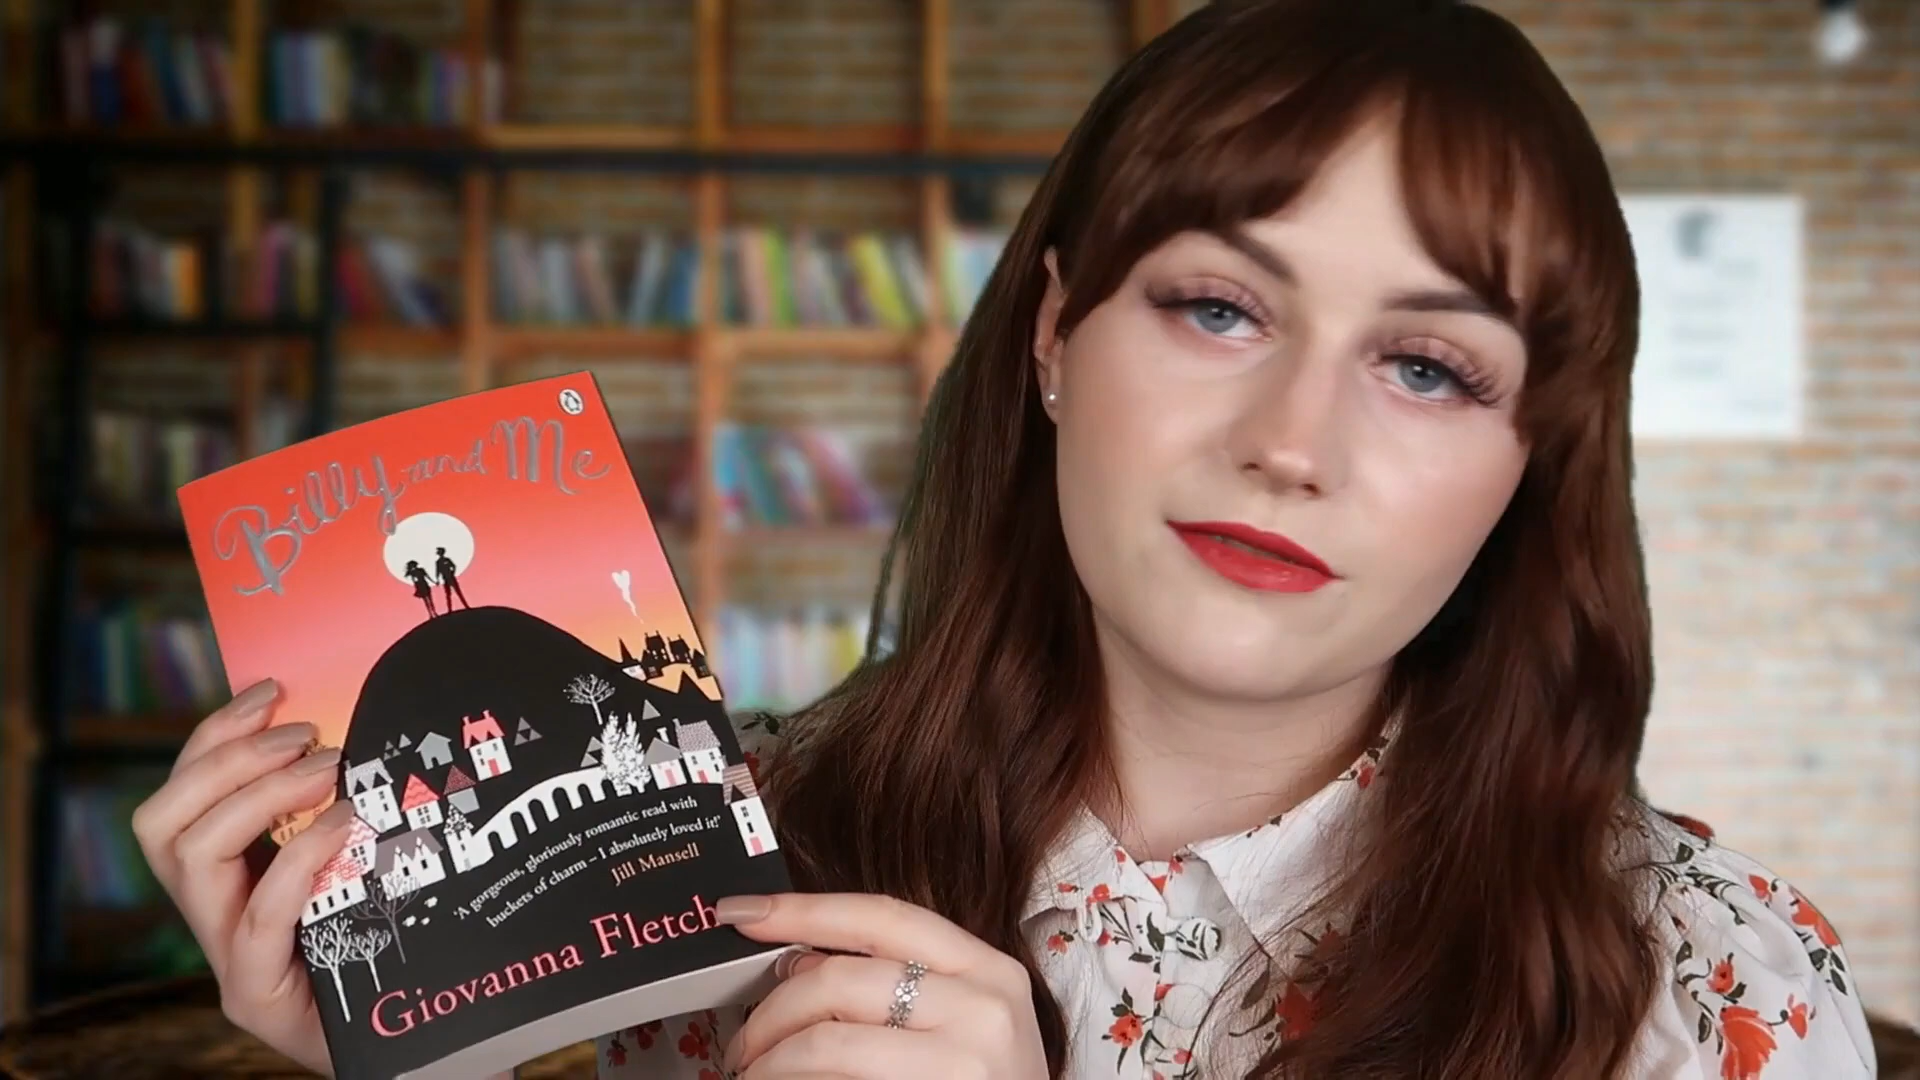 Billy and Me
'A gorgeous, gloriously romantic read with
buckets of charm – I absolutely loved it!'
Jill Mansell
Giovanna Fletch